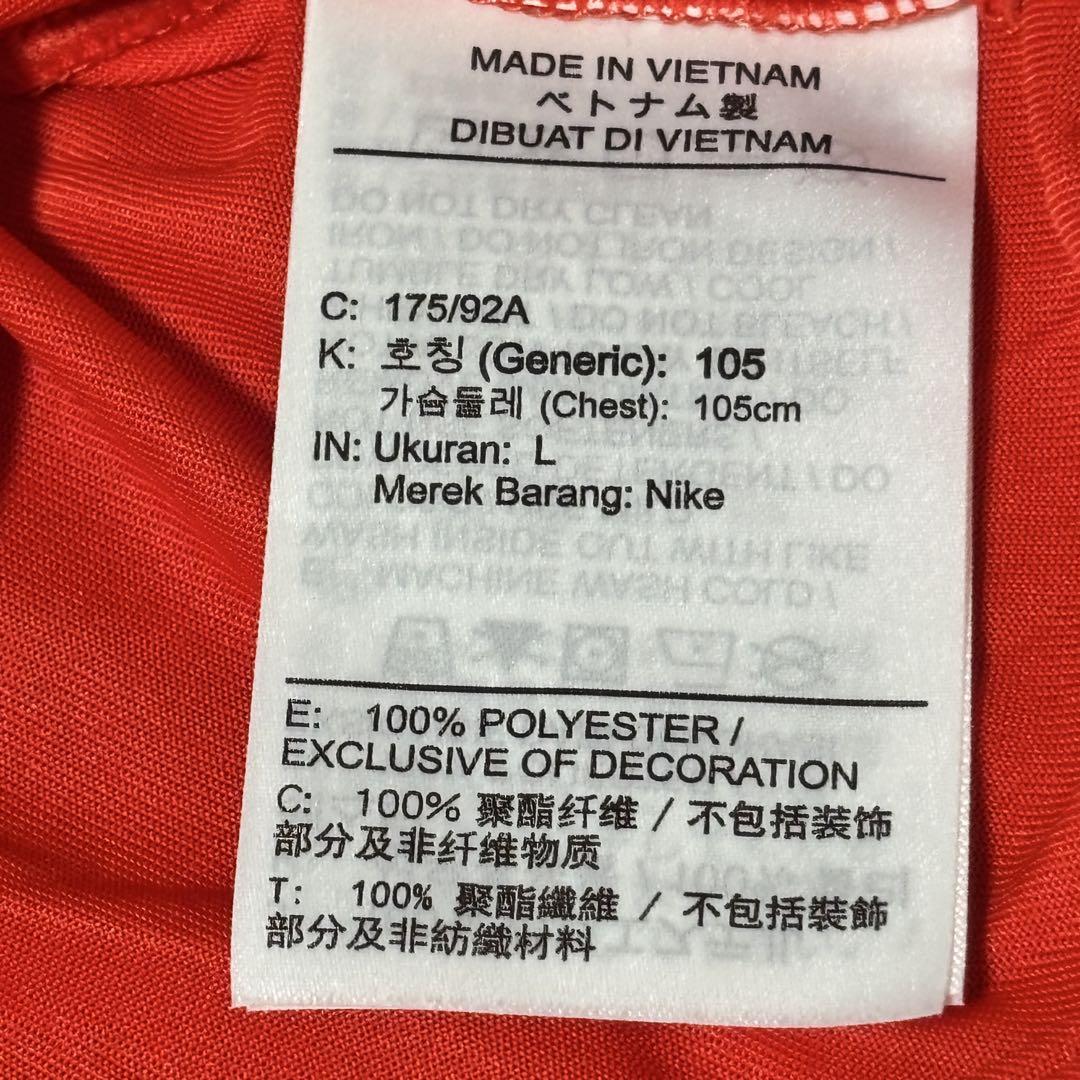 MADE IN VIETNAM
ベトナム製
DIBUAT DI VIETNAM
C: 175/92A
K: 호칭 (Generic): 105
가슴둘레 (Chest): 105cm
IN: Ukuran: L
Merek Barang: Nike
E: 100% POLYESTER /
EXCLUSIVE OF DECORATION
C: 100% 聚酯纤维 / 不包括装饰
部分及非纤维物质
T: 100% 聚酯纖維 / 不包括裝飾
部分及非紡織材料